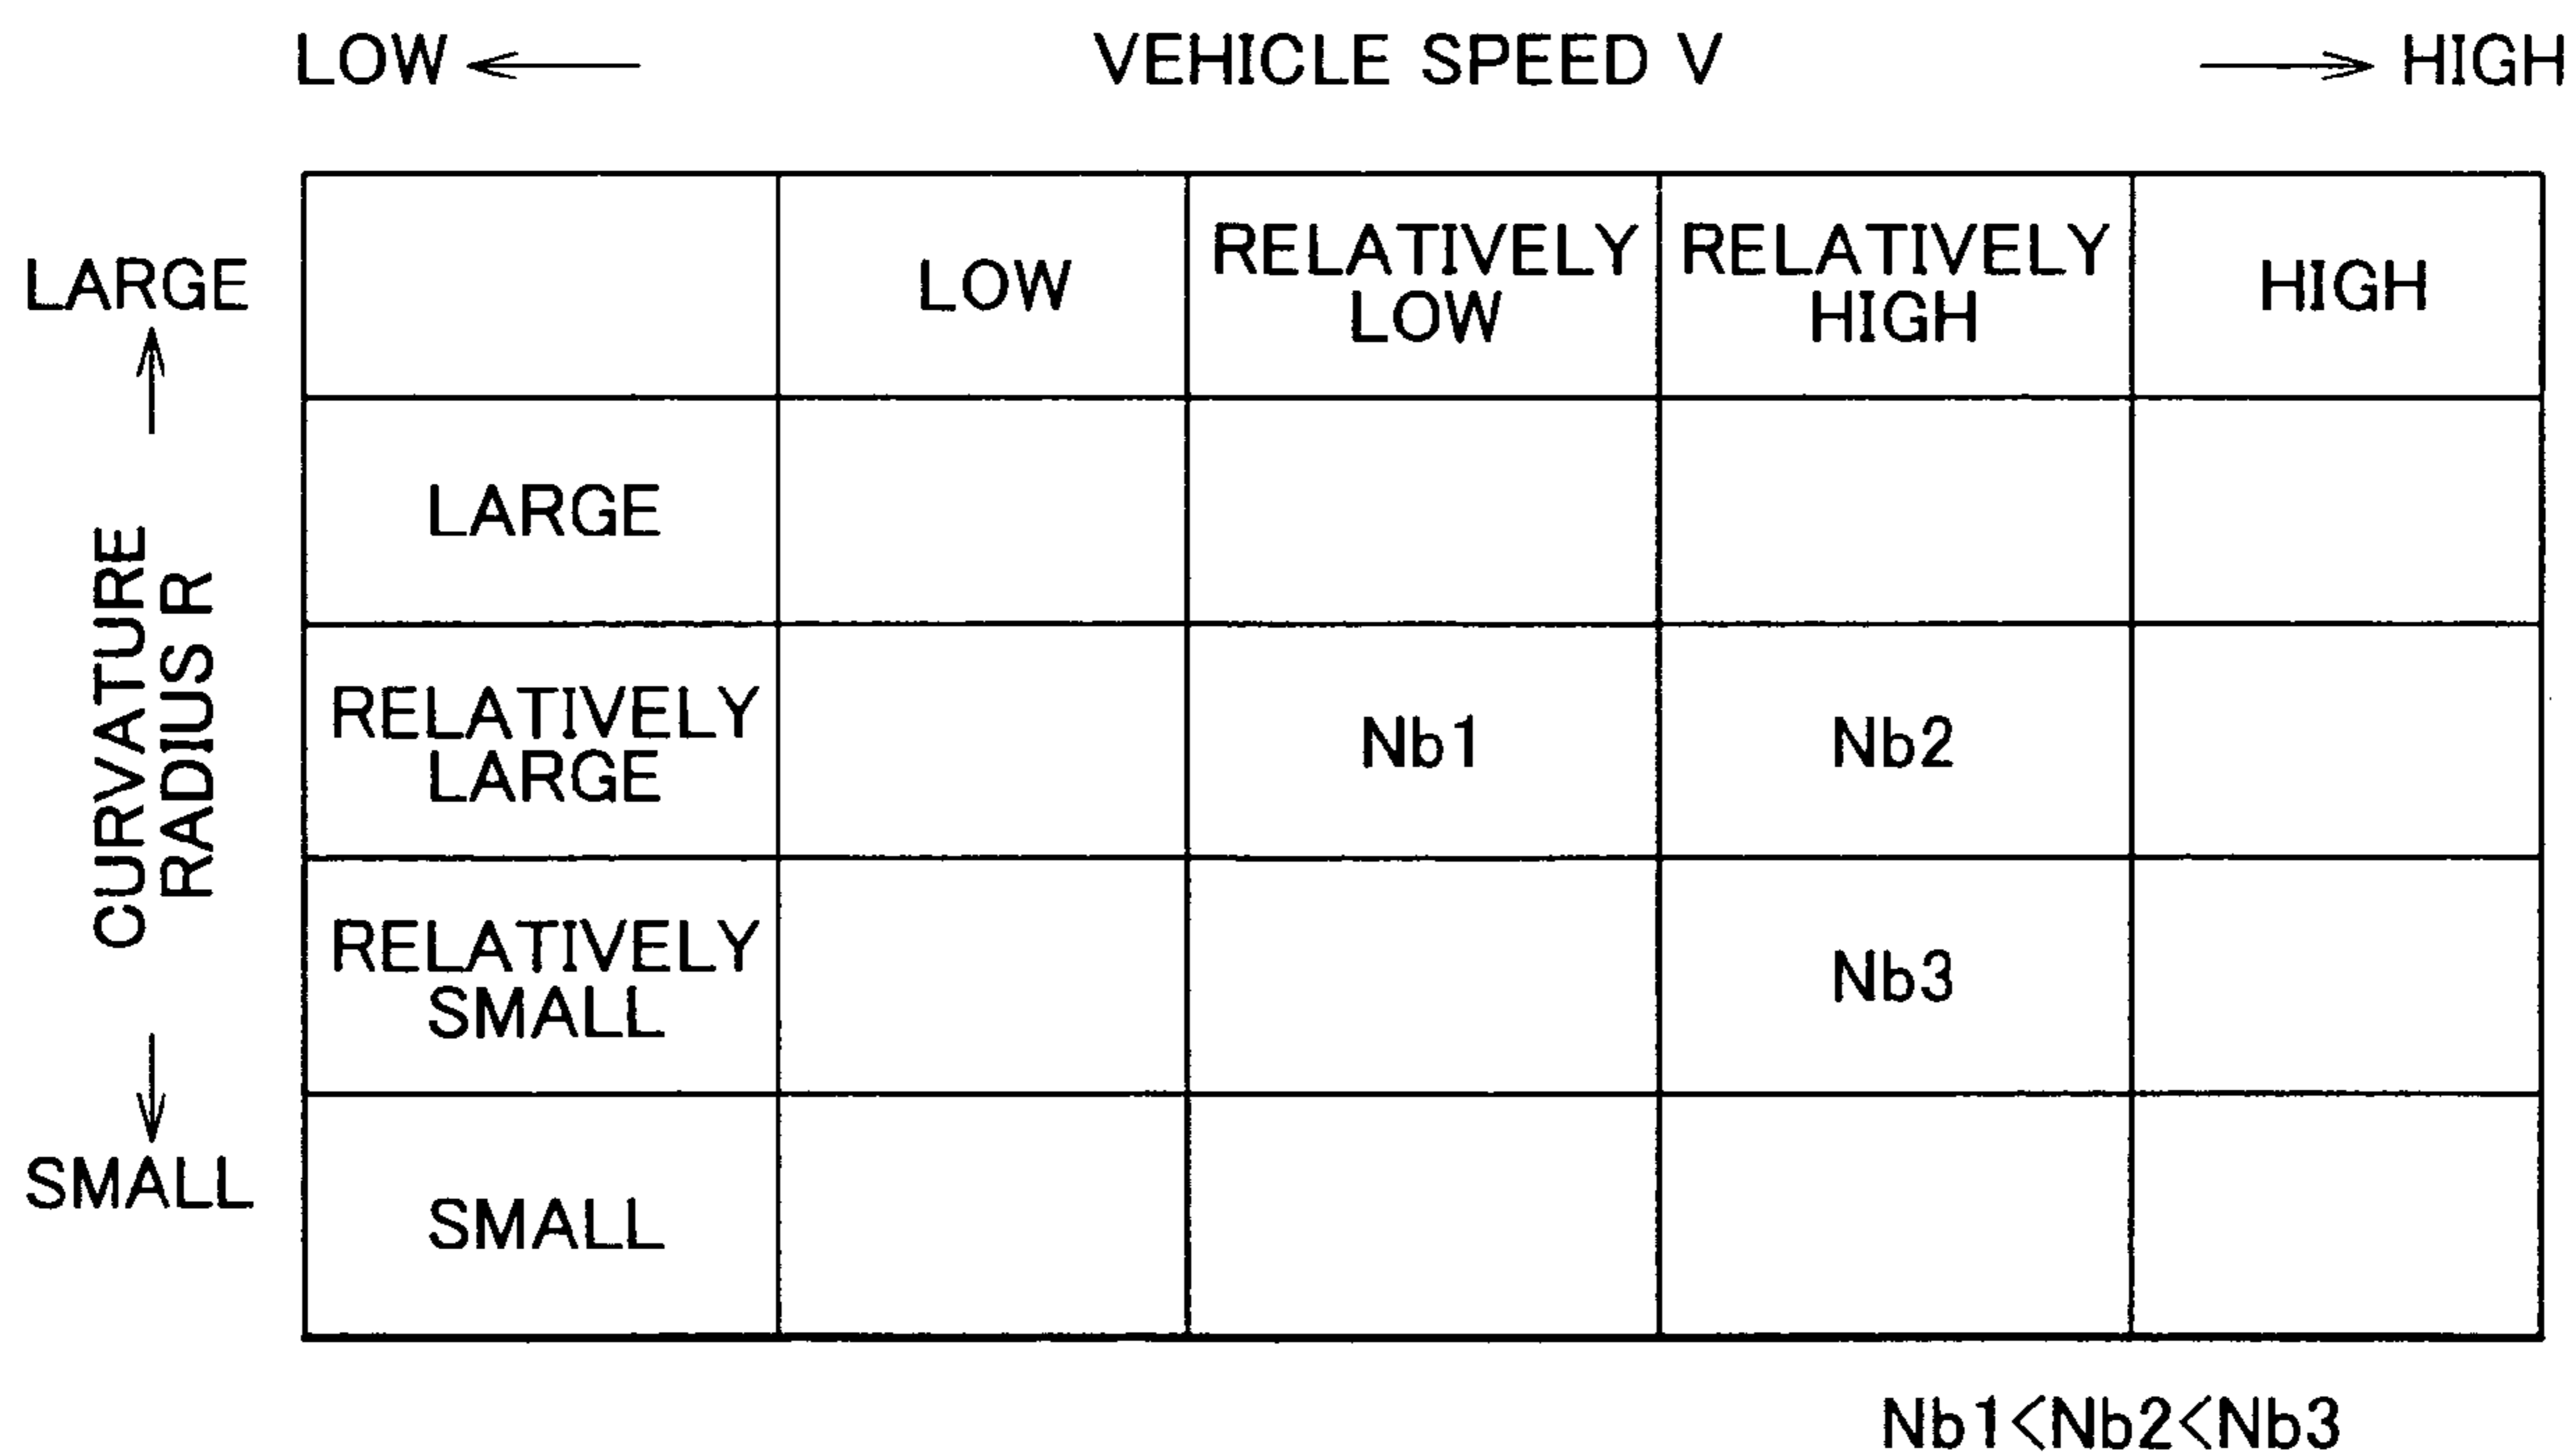 LOW VEHICLE SPEED V HIGH
LARGE
CURVATURE
RADIUS R
SMALL
LOW
RELATIVELY
LOW
RELATIVELY
HIGH
HIGH
LARGE
RELATIVELY
LARGE
Nb1
Nb2
RELATIVELY
SMALL
Nb3
SMALL
Nb1<Nb2<Nb3